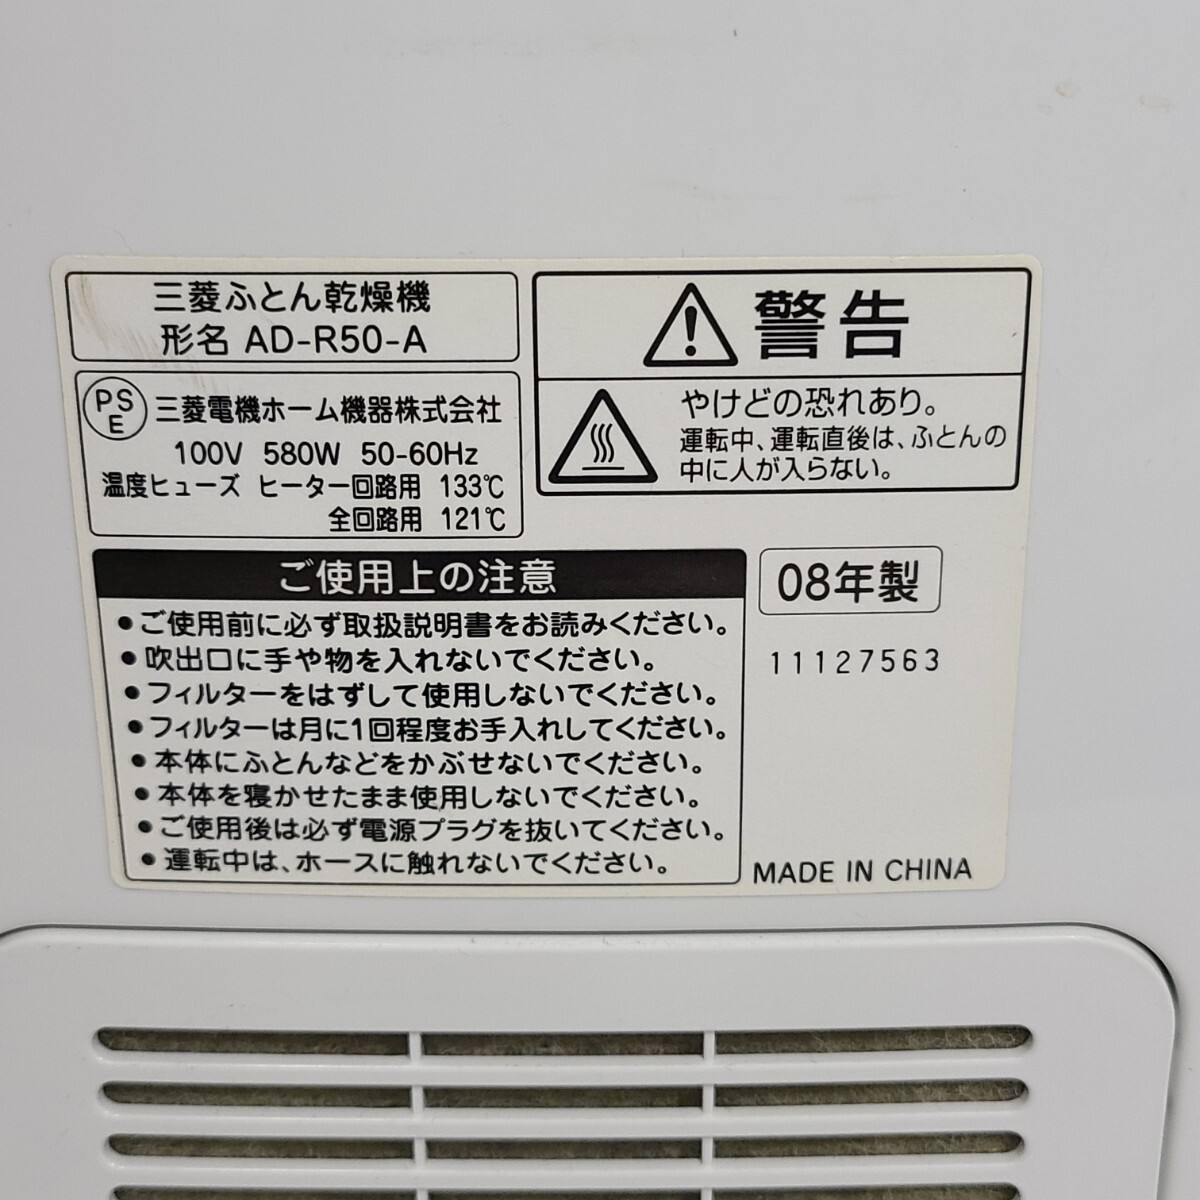 三菱ふとん乾燥機
形名 AD-R50-A
PS
E
三菱電機ホーム機器株式会社
100V 580W 50-60Hz
温度ヒューズ ヒーター回路用 133℃
全回路用 121℃
警告
やけどの恐れあり。
運転中、運転直後は、ふとんの
中に人が入らない。
ご使用上の注意
●ご使用前に必ず取扱説明書をお読みください。
●吹出口に手や物を入れないでください。
●フィルターをはずして使用しないでください。
●フィルターは月に1回程度お手入れしてください。
●本体にふとんなどをかぶせないでください。
●本体を寝かせたまま使用しないでください。
●ご使用後は必ず電源プラグを抜いてください。
●運転中は、ホースに触れないでください。
08年製
11127563
MADE IN CHINA